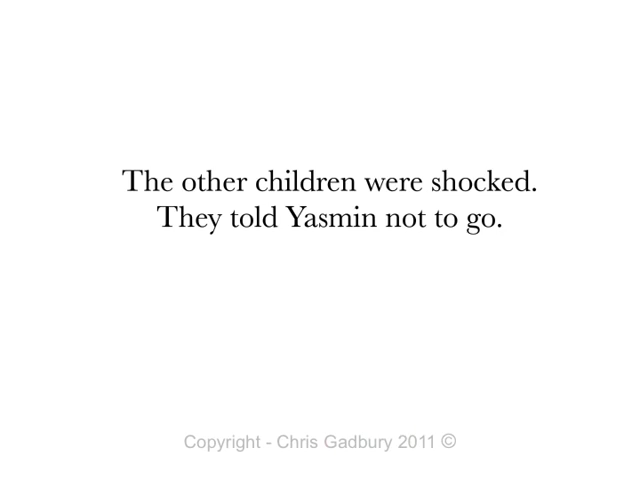 The other children were shocked.
They told Yasmin not to go.
Copyright - Chris Gadbury 2011 ©